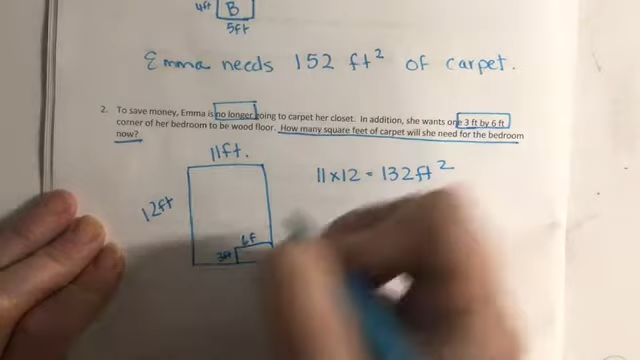 4ft B
5ft
Emma needs 152 ft² of carpet.
2. To save money, Emma is no longer going to carpet her closet. In addition, she wants one 3 ft by 6 ft
corner of her bedroom to be wood floor. How many square feet of carpet will she need for the bedroom
now?
11ft.
11x12 = 132ft²
12ft
6f
3ft